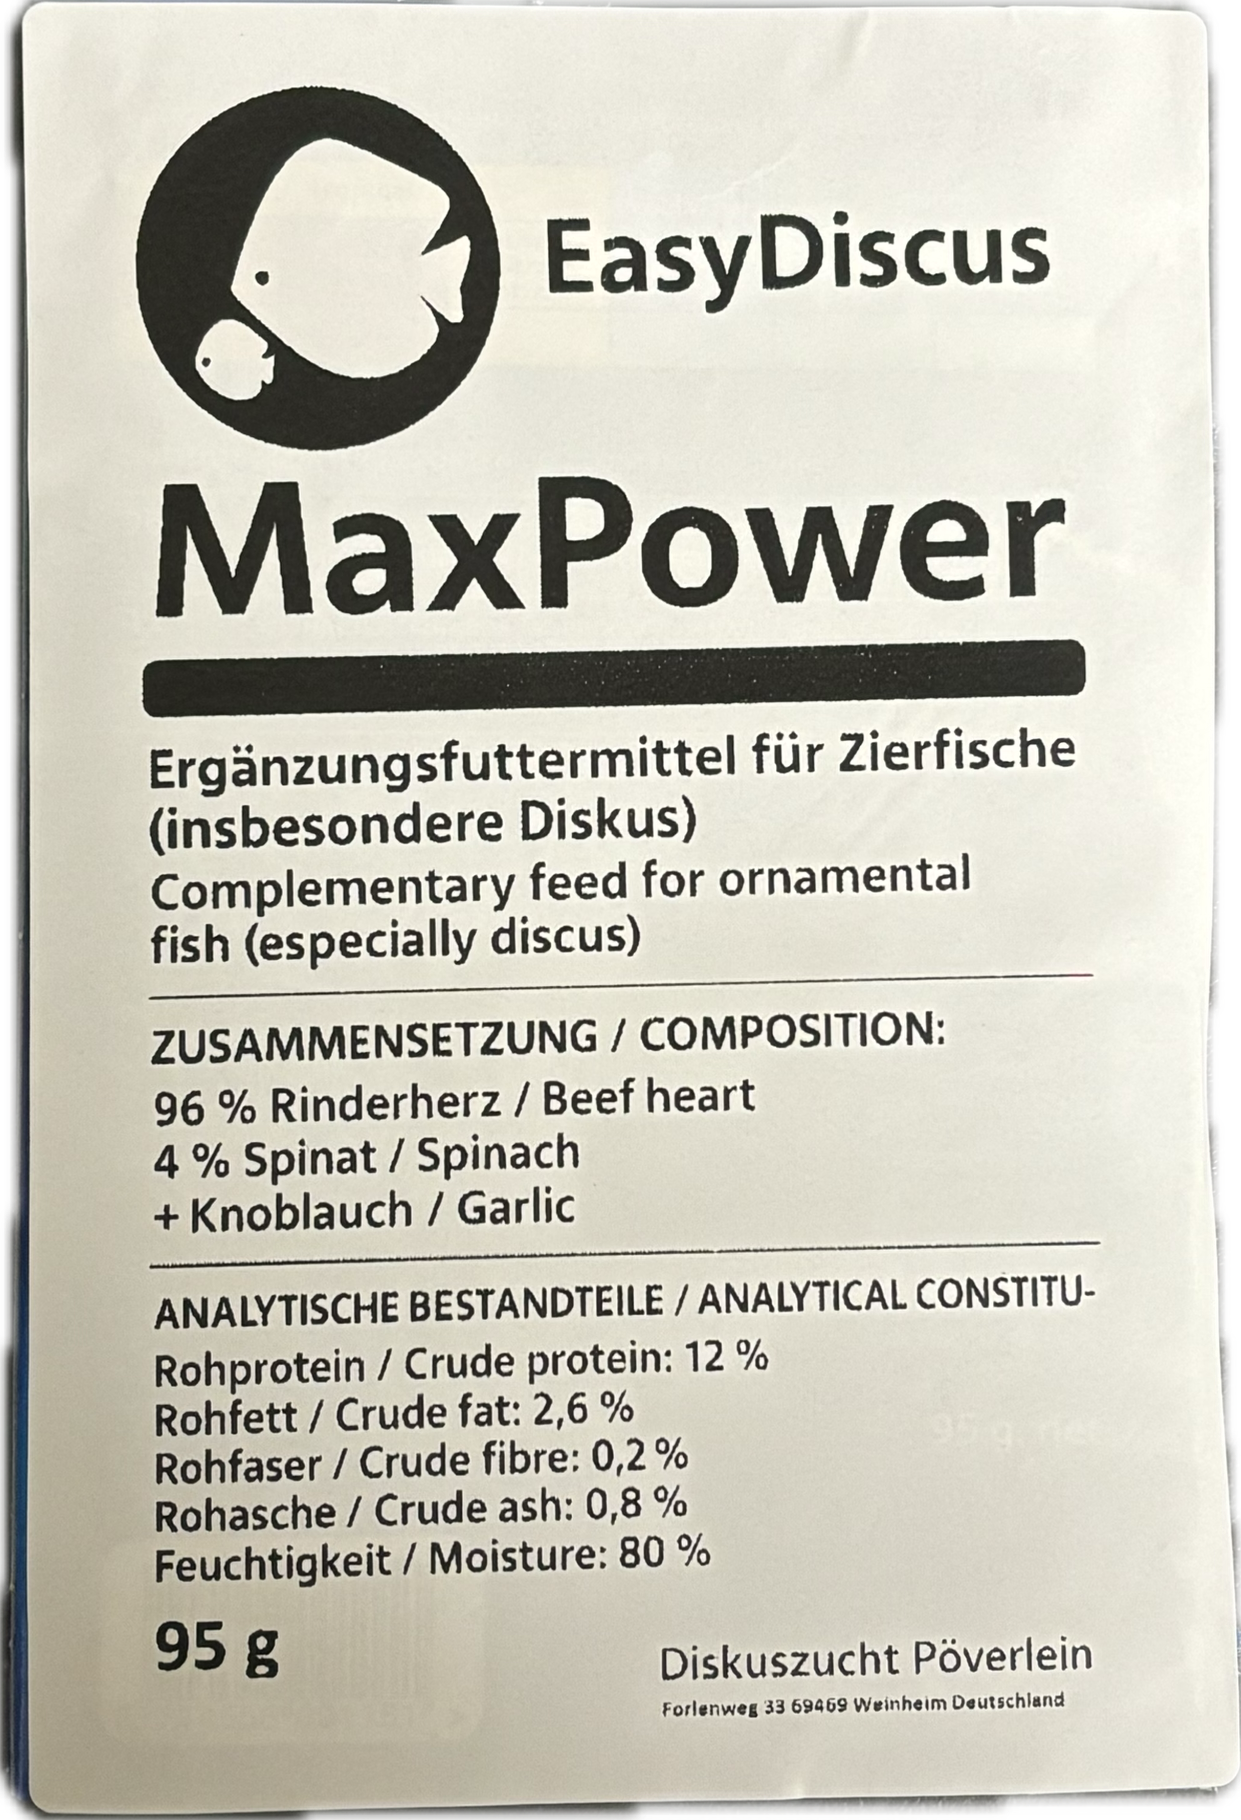 EasyDiscus
MaxPower
Ergänzungsfuttermittel für Zierfische
(insbesondere Diskus)
Complementary feed for ornamental
fish (especially discus)
ZUSAMMENSETZUNG / COMPOSITION:
96 % Rinderherz / Beef heart
4 % Spinat / Spinach
+ Knoblauch / Garlic
ANALYTISCHE BESTANDTEILE / ANALYTICAL CONSTITU-
Rohprotein / Crude protein: 12 %
Rohfett / Crude fat: 2,6 %
Rohfaser / Crude fibre: 0,2 %
Rohasche / Crude ash: 0,8 %
Feuchtigkeit / Moisture: 80 %
95 g
Diskuszucht Pöverlein
Forlenweg 33 69469 Weinheim Deutschland